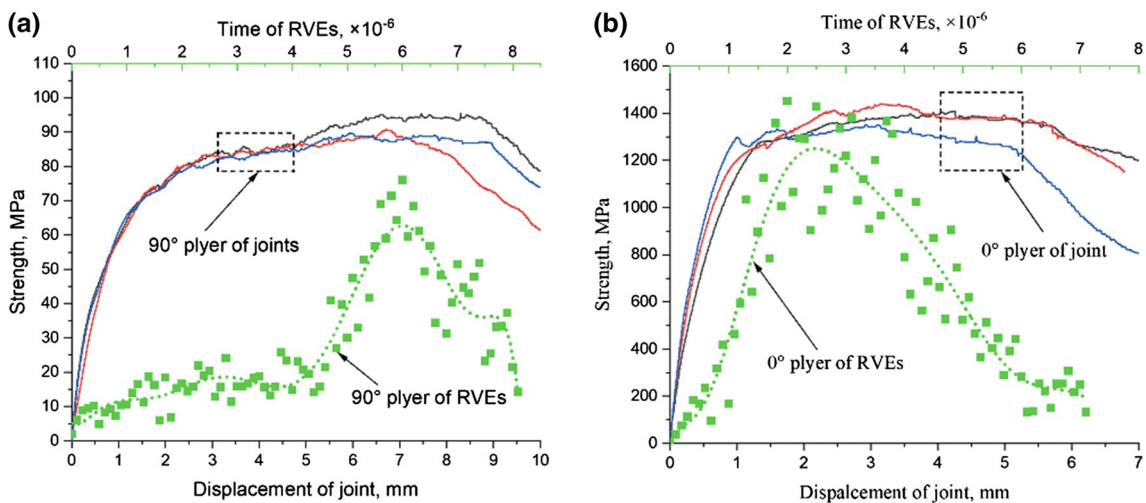 (a)
Time of RVEs, ×10⁻⁶
0 1 2 3 4 5 6 7 8
110
100
90
80
70
60
50
40
30
20
10
0
Strength, MPa
90° plyer of joints
90° plyer of RVEs
0 1 2 3 4 5 6 7 8 9 10
Displacement of joint, mm
(b)
Time of RVEs, ×10⁻⁶
0 1 2 3 4 5 6 7 8
1600
1400
1200
1000
800
600
400
200
0
Strength, MPa
0° plyer of joint
0° plyer of RVEs
0 1 2 3 4 5 6 7
Dispalcement of joint, mm